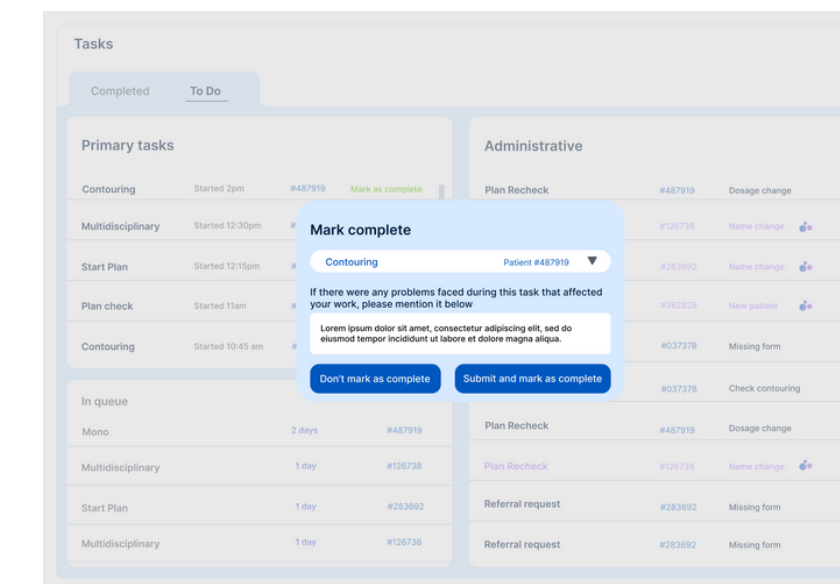 Tasks
Completed To Do
Primary tasks
Contouring Started 2pm #487919 Mark as complete
Multidisciplinary Started 12:30pm #
Start Plan Started 12:15pm #
Plan check Started 11am #
Contouring Started 10:45 am #
In queue
Mono 2 days #487919
Multidisciplinary 1 day #126738
Start Plan 1 day #283692
Multidisciplinary 1 day #126738
Mark complete
Contouring Patient #487919
If there were any problems faced during this task that affected
your work, please mention it below
Lorem ipsum dolor sit amet, consectetur adipiscing elit, sed do
eiusmod tempor incididunt ut labore et dolore magna aliqua.
Don't mark as complete Submit and mark as complete
Administrative
Plan Recheck #487919 Dosage change
#126738 Name change
#283692 Name change
#382829 New patient
#037378 Missing form
#037378 Check contouring
Plan Recheck #487919 Dosage change
Plan Recheck #126738 Name change
Referral request #283692 Missing form
Referral request #283692 Missing form